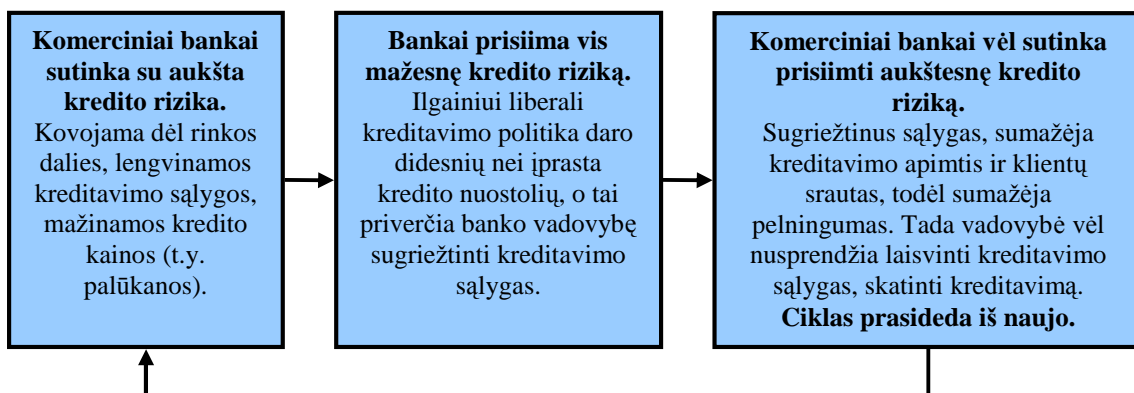 Komerciniai bankai
sutinka su aukšta
kredito rizika.
Kovojama dėl rinkos
dalies, lengvinamos
kreditavimo sąlygos,
mažinamos kredito
kainos (t.y.
palūkanos).
Bankai prisiima vis
mažesnę kredito riziką.
Ilgainiui liberali
kreditavimo politika daro
didesnių nei įprasta
kredito nuostolių, o tai
priverčia banko vadovybę
sugriežtinti kreditavimo
sąlygas.
Komerciniai bankai vėl sutinka
prisiimti aukštesnę kredito
riziką.
Sugriežtinus sąlygas, sumažėja
kreditavimo apimtis ir klientų
srautas, todėl sumažėja
pelningumas. Tada vadovybė vėl
nusprendžia laisvinti kreditavimo
sąlygas, skatinti kreditavimą.
Ciklas prasideda iš naujo.